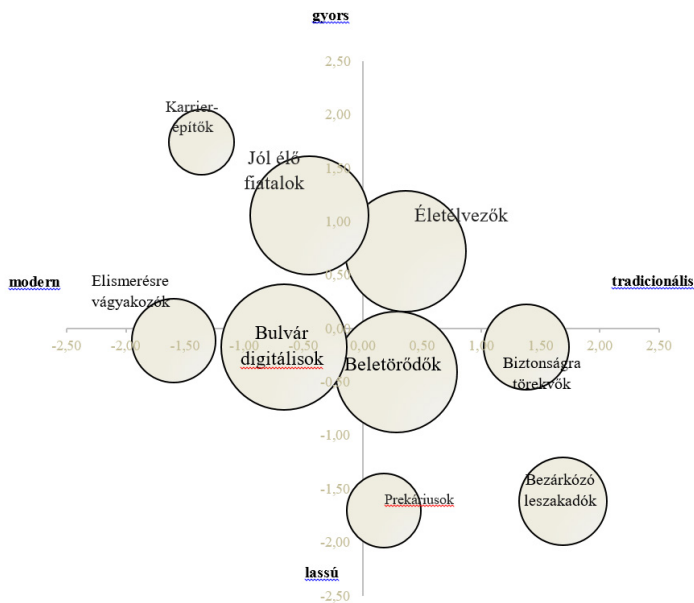 gyors
2,50
2,00
Karrier-
építők
1,50
Jól élő
fiatalok
1,00
Életélvezők
0,50
modern
Elismerésre
vágyakozók
tradicionális
0,00
-2,50
-2,00
-1,50
-1,00
-0,50
0,00
0,50
1,00
1,50
2,00
2,50
Bulvár
digitálisok
Beletörődők
Biztonságra
törekvők
-0,50
-1,00
-1,50
Prekáriusok
Bezárkózó
leszakadók
-2,00
lassú
-2,50